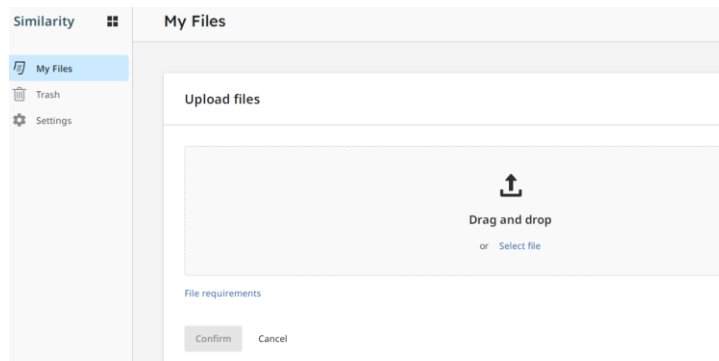 Similarity
My Files
Trash
Settings
My Files
Upload files
Drag and drop
or Select file
File requirements
Confirm Cancel